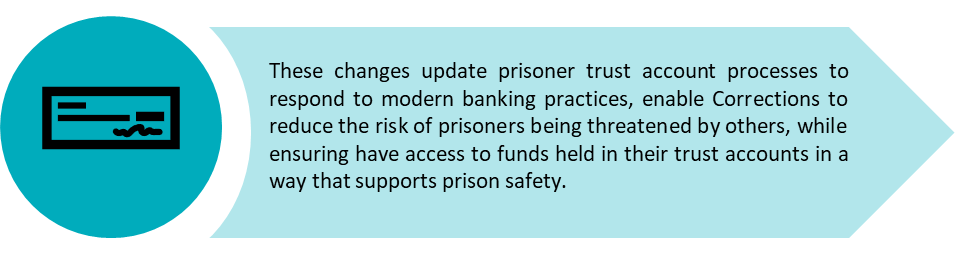 These changes update prisoner trust account processes to
respond to modern banking practices, enable Corrections to
reduce the risk of prisoners being threatened by others, while
ensuring have access to funds held in their trust accounts in a
way that supports prison safety.